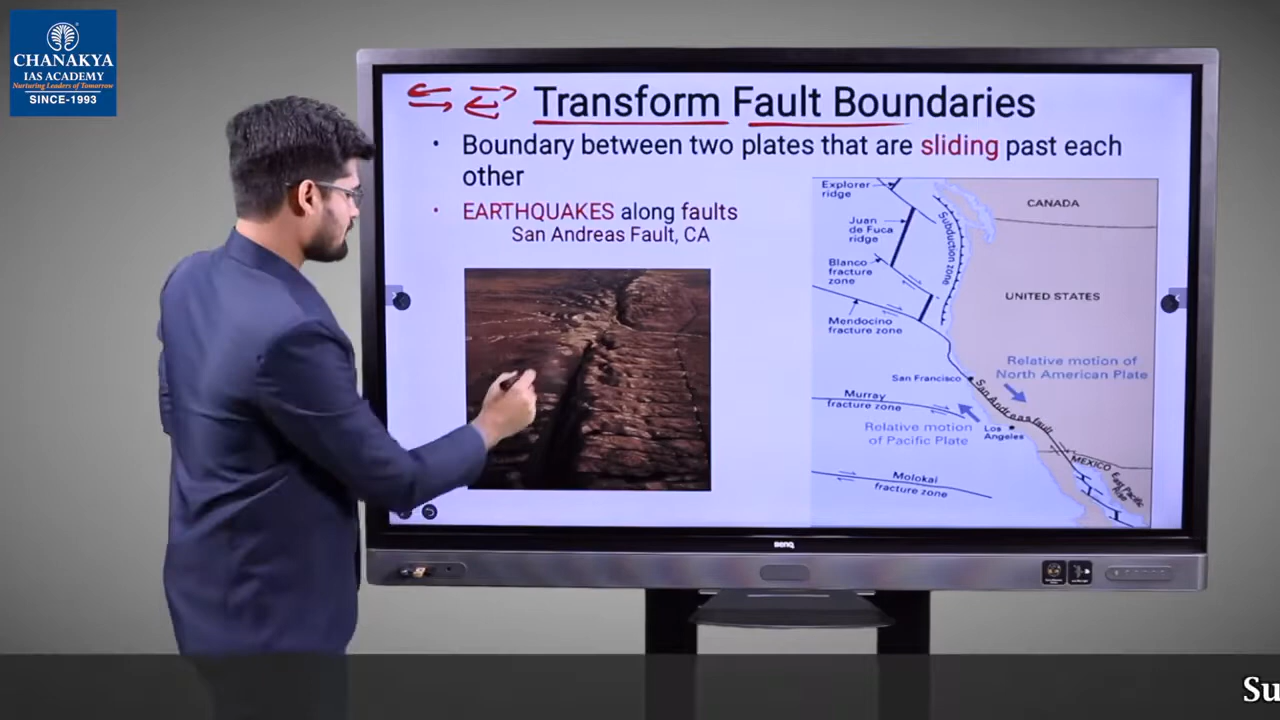 CHANAKYA
IAS ACADEMY
Nurturing Leaders of Tomorrow
SINCE-1993
Transform Fault Boundaries
• Boundary between two plates that are sliding past each
other
• EARTHQUAKES along faults
San Andreas Fault, CA
Explorer
ridge
Juan
de Fuca
ridge
Blanco
fracture
zone
Mendocino
fracture zone
Subduction zone
CANADA
UNITED STATES
Relative motion of
North American Plate
San Francisco
San Andreas fault
Murray
fracture zone
Relative motion
of Pacific Plate
Los
Angeles
MEXICO
East Pacific
Rise
Molokai
fracture zone
BenQ
Su